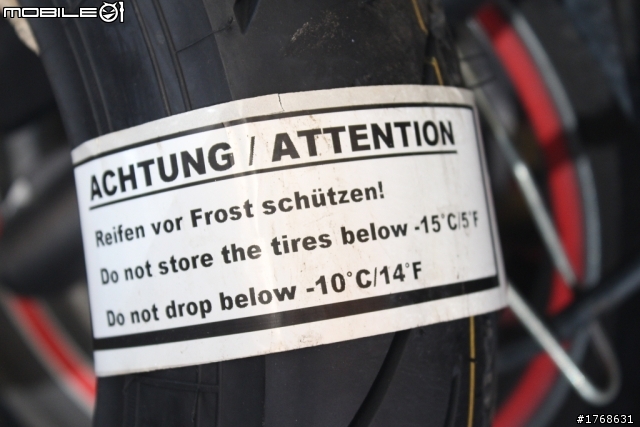 MOBILE01
ACHTUNG / ATTENTION
Reifen vor Frost schützen!
Do not store the tires below -15°C/5°F
Do not drop below -10°C/14°F
#1768631